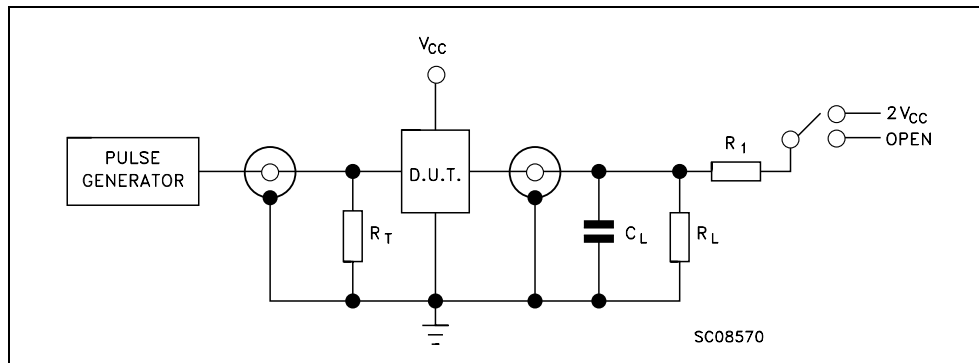 VCC
2VCC
OPEN
R1
PULSE
GENERATOR
D.U.T.
RT
CL
RL
SC08570